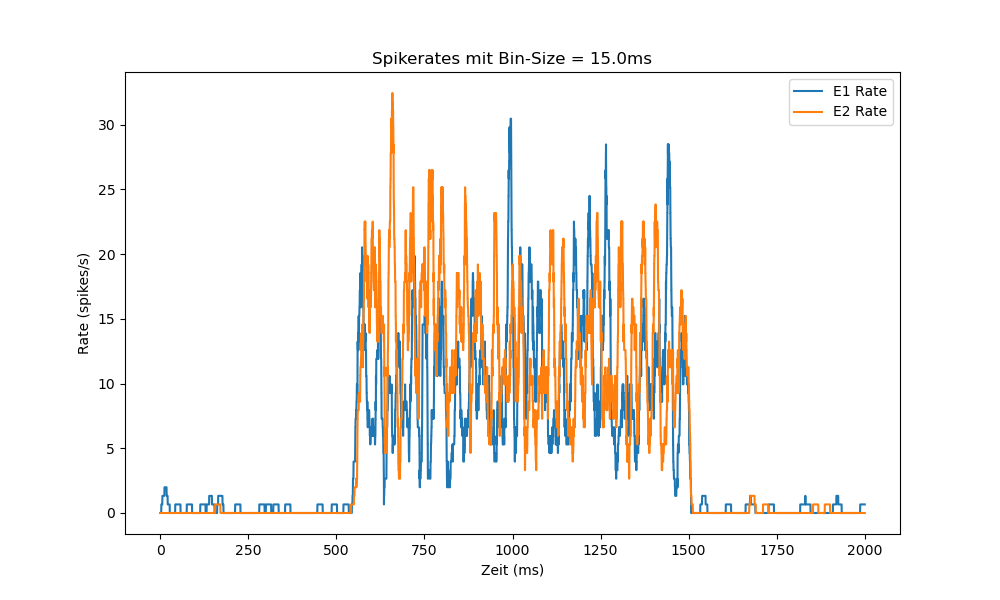 Spikerates mit Bin-Size = 15.0ms
E1 Rate
E2 Rate
Rate (spikes/s)
30
25
20
15
10
5
0
0 250 500 750 1000 1250 1500 1750 2000
Zeit (ms)